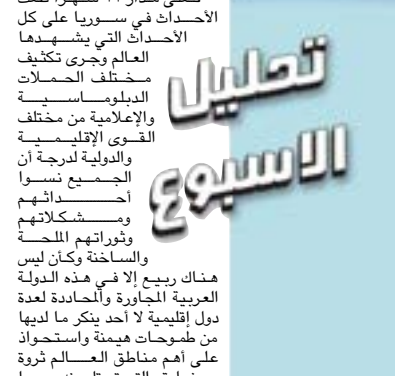 تحليل
الاسبوع
الأحداث في سوريا على كل
الأحداث التي يشهدها
العالم وجرى تكثيف
مختلف الحملات
الدبلوماسية
والإعلامية من مختلف
القوى الإقليمية
والدولية لدرجة أن
الجميع نسوا
أحداثهم
ومشكلاتهم
وثوراتهم الملحة
والساخنة وكأن ليس
هناك ربيع إلا في هذه الدولة
العربية المجاورة والمحاددة لعدة
دول إقليمية لا أحد ينكر ما لديها
من طموحات هيمنة واستحواذ
على أهم مناطق العالم ثروة